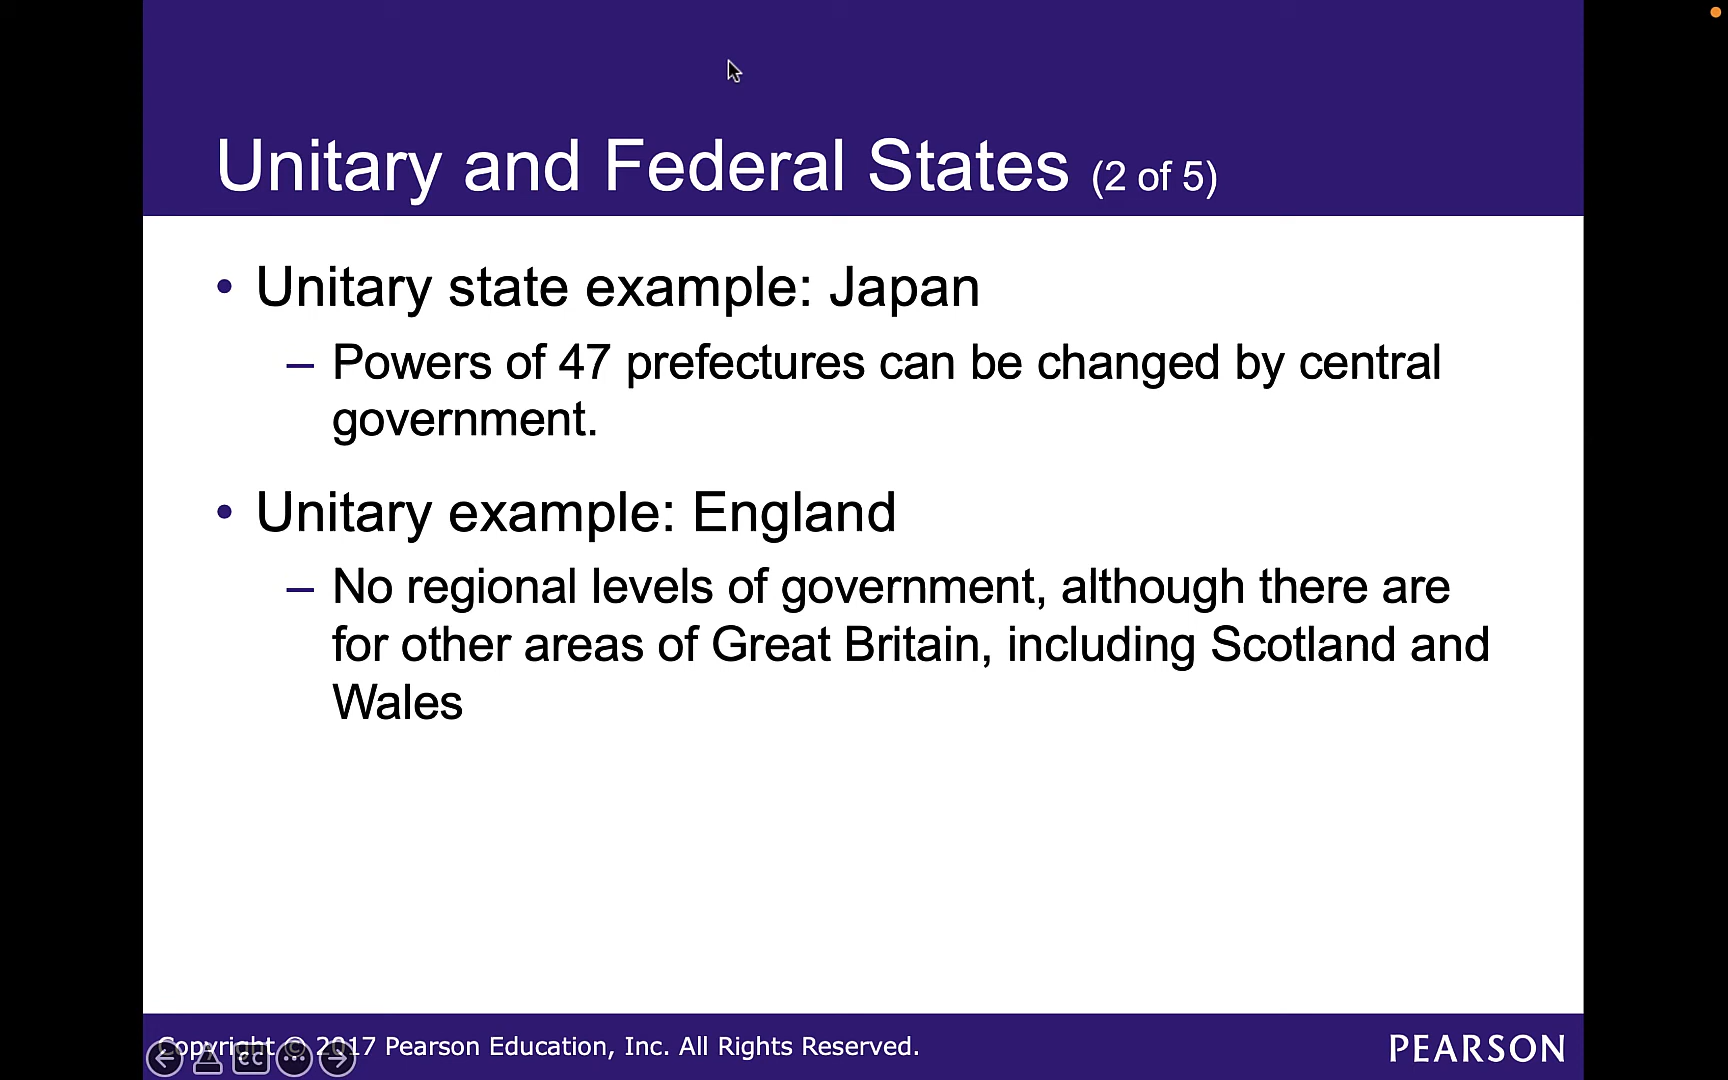 Unitary and Federal States (2 of 5)
• Unitary state example: Japan
– Powers of 47 prefectures can be changed by central
government.
• Unitary example: England
– No regional levels of government, although there are
for other areas of Great Britain, including Scotland and
Wales
Copyright © 2017 Pearson Education, Inc. All Rights Reserved.
PEARSON
CC